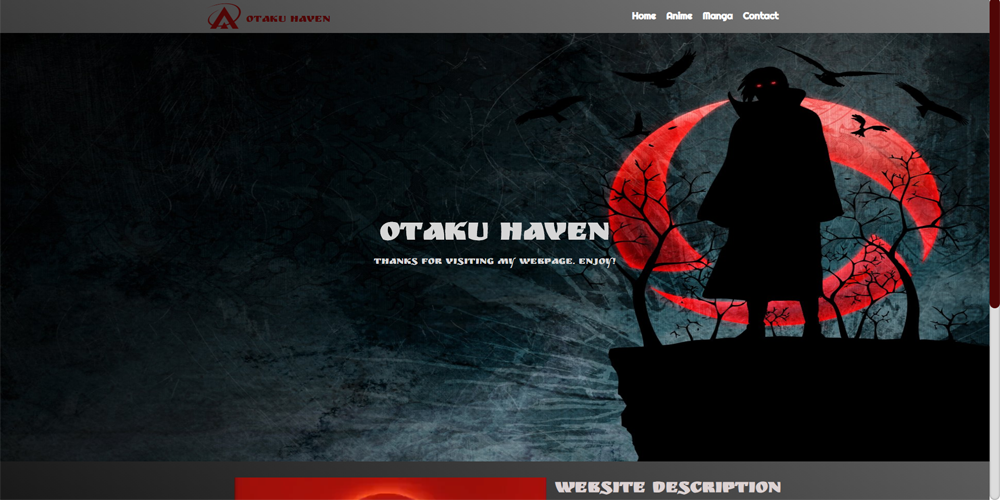 OTAKU HAVEN
Home Anime Manga Contact
OTAKU HAVEN
THANKS FOR VISITING MY WEBPAGE. ENJOY!
WEBSITE DESCRIPTION